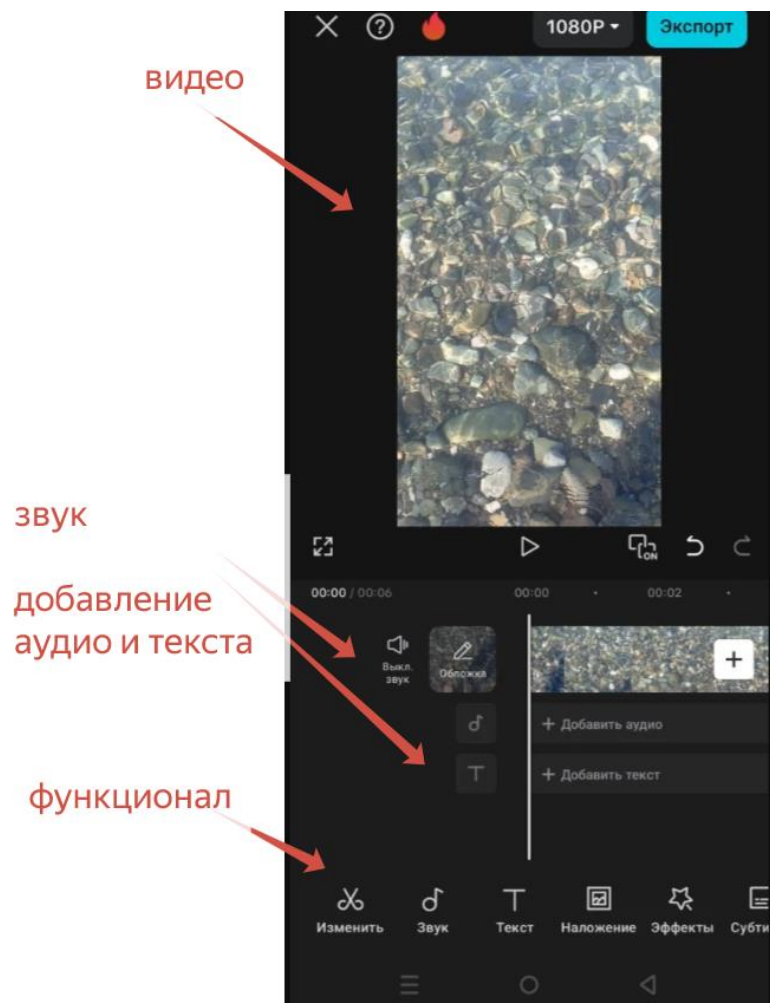 1080P
Экспорт
видео
звук
добавление
аудио и текста
функционал
ON
00:00 / 00:06
00:00
00:02
Выкл.
звук
Обложка
+ Добавить аудио
+ Добавить текст
Изменить
Звук
Текст
Наложение
Эффекты
Субти